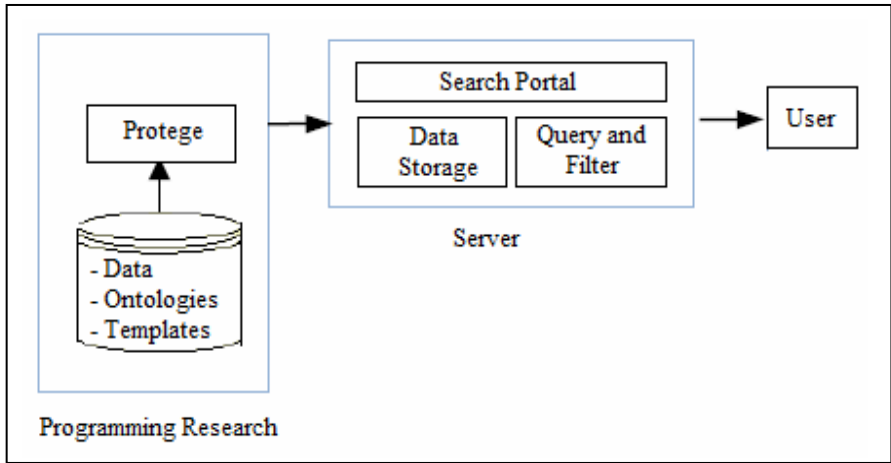 Protege
- Data
- Ontologies
- Templates
Programming Research
Search Portal
Data
Storage
Query and
Filter
Server
User